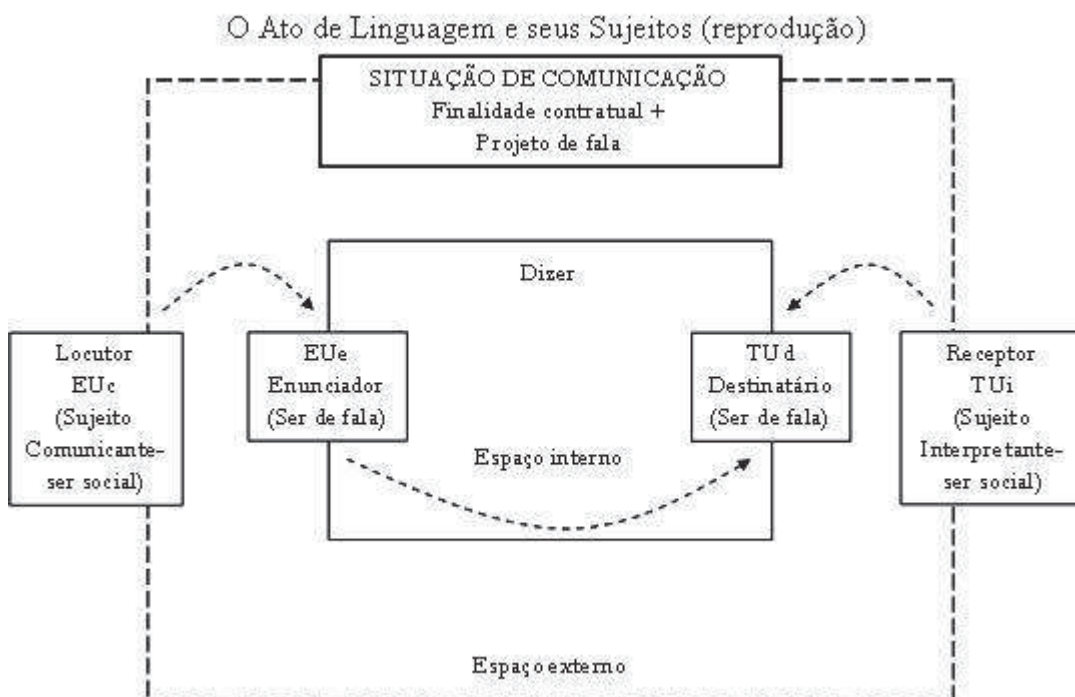 O Ato de Linguagem e seus Sujeitos (reprodução)
SITUAÇÃO DE COMUNICAÇÃO
Finalidade contratual +
Projeto de fala
Dizer
Locutor
EUc
(Sujeito
Comunicante-
ser social)
EUe
Enunciador
(Ser de fala)
TUd
Destinatário
(Ser de fala)
Receptor
TUi
(Sujeito
Interpretante-
ser social)
Espaço interno
Espaço externo